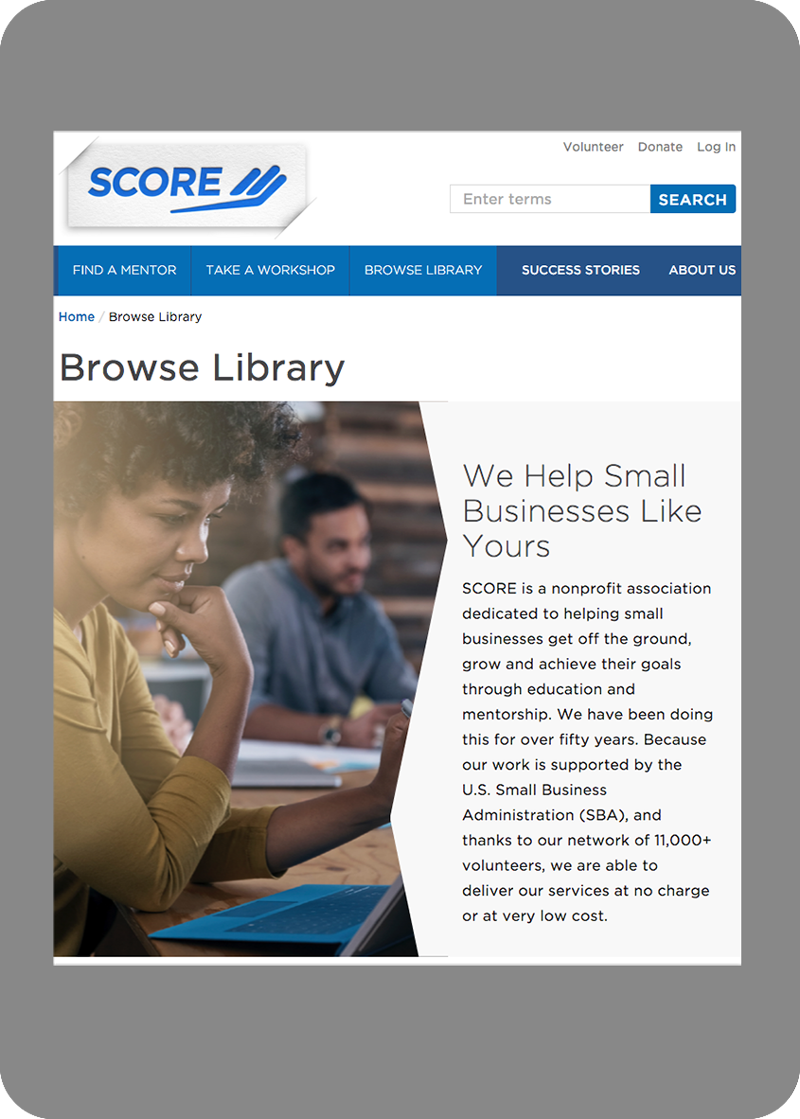 SCORE
Volunteer Donate Log In
Enter terms SEARCH
FIND A MENTOR TAKE A WORKSHOP BROWSE LIBRARY SUCCESS STORIES ABOUT US
Home / Browse Library
Browse Library
We Help Small
Businesses Like
Yours
SCORE is a nonprofit association
dedicated to helping small
businesses get off the ground,
grow and achieve their goals
through education and
mentorship. We have been doing
this for over fifty years. Because
our work is supported by the
U.S. Small Business
Administration (SBA), and
thanks to our network of 11,000+
volunteers, we are able to
deliver our services at no charge
or at very low cost.